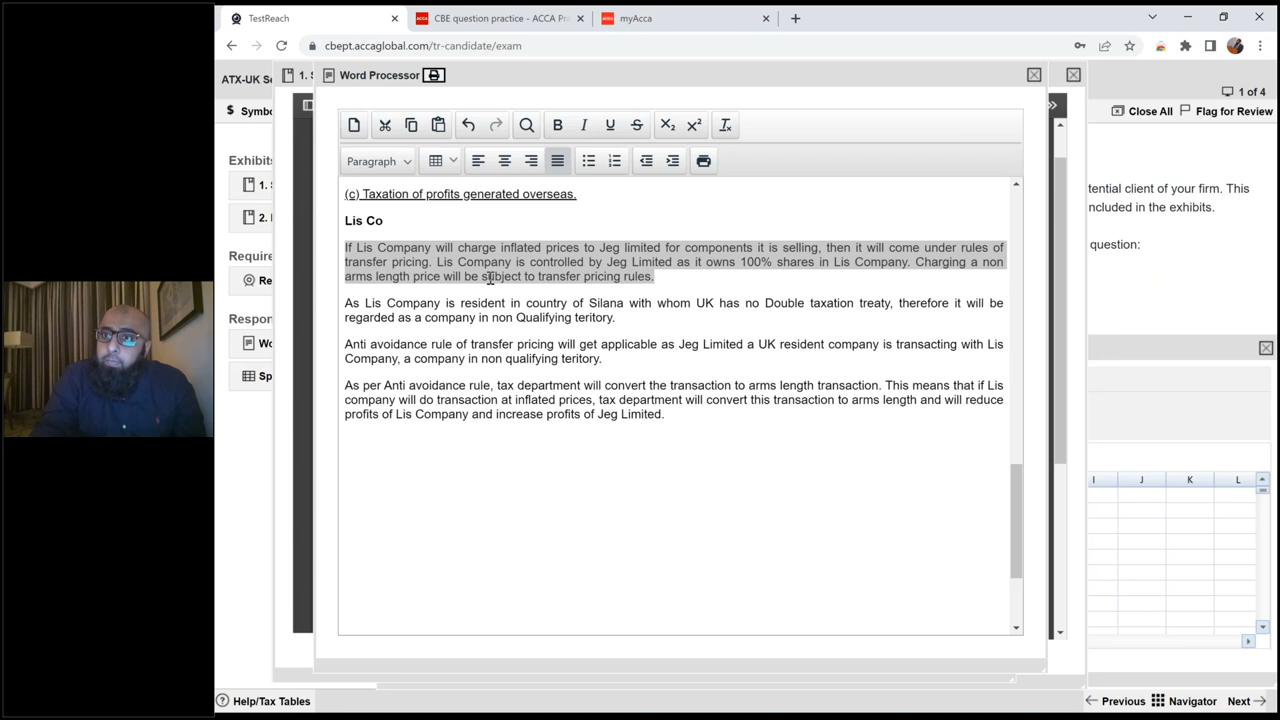 TestReach
CBE question practice - ACCA Pr
myAcca
cbept.accaglobal.com/tr-candidate/exam
ATX-UK Se
1. S
Word Processor
1 of 4
$ Symbo
Close All
Flag for Review
Exhibits
1. S
2. I
Require
Re
Respon
Wo
Sp
Paragraph
(c) Taxation of profits generated overseas.
Lis Co
If Lis Company will charge inflated prices to Jeg limited for components it is selling, then it will come under rules of
transfer pricing. Lis Company is controlled by Jeg Limited as it owns 100% shares in Lis Company. Charging a non
arms length price will be subject to transfer pricing rules.
As Lis Company is resident in country of Silana with whom UK has no Double taxation treaty, therefore it will be
regarded as a company in non Qualifying teritory.
Anti avoidance rule of transfer pricing will get applicable as Jeg Limited a UK resident company is transacting with Lis
Company, a company in non qualifying teritory.
As per Anti avoidance rule, tax department will convert the transaction to arms length transaction. This means that if Lis
company will do transaction at inflated prices, tax department will convert this transaction to arms length and will reduce
profits of Lis Company and increase profits of Jeg Limited.
tential client of your firm. This
ncluded in the exhibits.
question:
I J K L
Help/Tax Tables
Previous
Navigator
Next